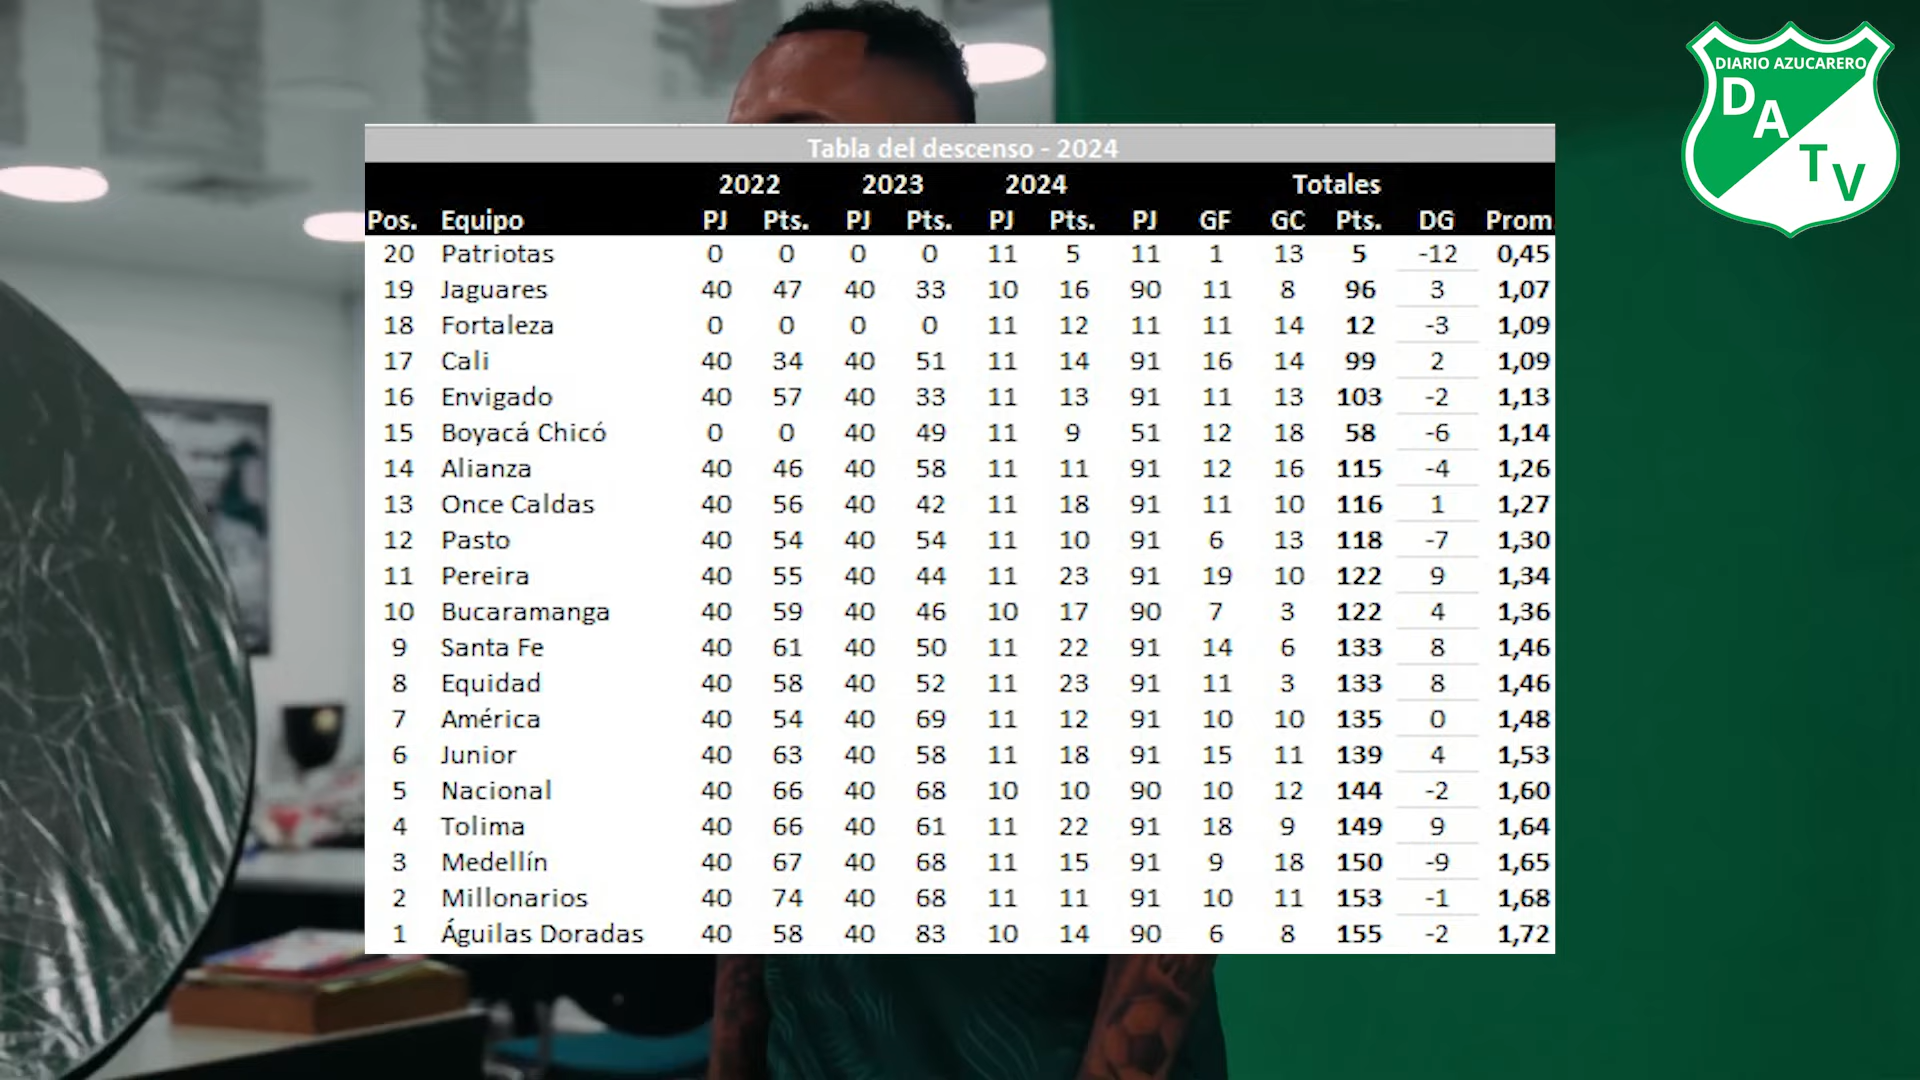 DIARIO AZUCARERO
D
A
T
V
Tabla del descenso - 2024
2022 2023 2024 Totales
Pos. Equipo PJ Pts. PJ Pts. PJ Pts. PJ GF GC Pts. DG Prom.
20 Patriotas 0 0 0 0 11 5 11 1 13 5 -12 0,45
19 Jaguares 40 47 40 33 10 16 90 11 8 96 3 1,07
18 Fortaleza 0 0 0 0 11 12 11 11 14 12 -3 1,09
17 Cali 40 34 40 51 11 14 91 16 14 99 2 1,09
16 Envigado 40 57 40 33 11 13 91 11 13 103 -2 1,13
15 Boyacá Chicó 0 0 40 49 11 9 51 12 18 58 -6 1,14
14 Alianza 40 46 40 58 11 11 91 12 16 115 -4 1,26
13 Once Caldas 40 56 40 42 11 18 91 11 10 116 1 1,27
12 Pasto 40 54 40 54 11 10 91 6 13 118 -7 1,30
11 Pereira 40 55 40 44 11 23 91 19 10 122 9 1,34
10 Bucaramanga 40 59 40 46 10 17 90 7 3 122 4 1,36
9 Santa Fe 40 61 40 50 11 22 91 14 6 133 8 1,46
8 Equidad 40 58 40 52 11 23 91 11 3 133 8 1,46
7 América 40 54 40 69 11 12 91 10 10 135 0 1,48
6 Junior 40 63 40 58 11 18 91 15 11 139 4 1,53
5 Nacional 40 66 40 68 10 10 90 10 12 144 -2 1,60
4 Tolima 40 66 40 61 11 22 91 18 9 149 9 1,64
3 Medellín 40 67 40 68 11 15 91 9 18 150 -9 1,65
2 Millonarios 40 74 40 68 11 11 91 10 11 153 -1 1,68
1 Águilas Doradas 40 58 40 83 10 14 90 6 8 155 -2 1,72